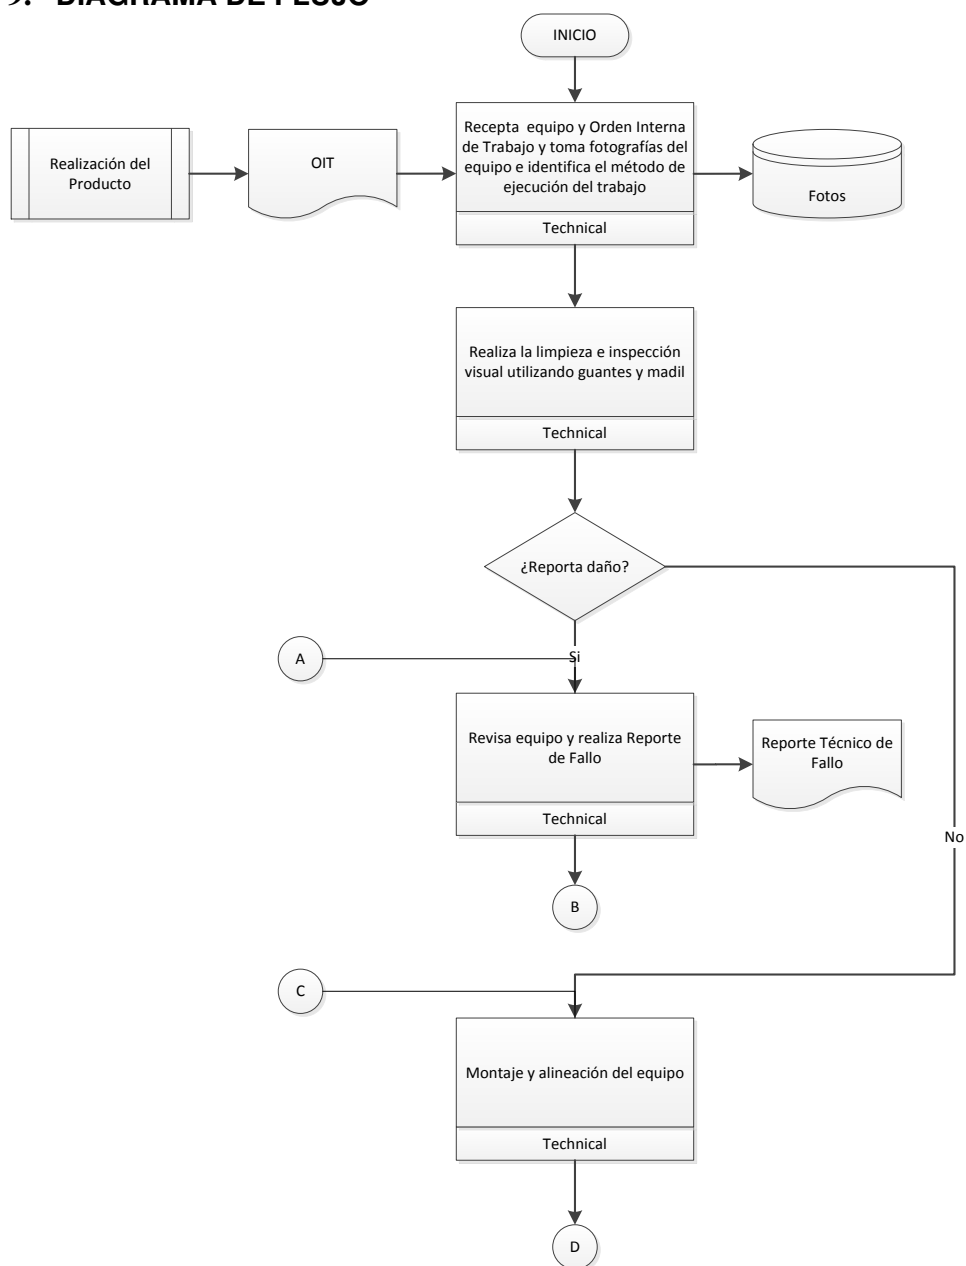 DIAGRAMA DE FLUJO
INICIO
Recepta equipo y Orden Interna
de Trabajo y toma fotografías del
equipo e identifica el método de
ejecución del trabajo
Technical
Realización del
Producto
OIT
Fotos
Realiza la limpieza e inspección
visual utilizando guantes y madil
Technical
¿Reporta daño?
A
Si
Revisa equipo y realiza Reporte
de Fallo
Technical
Reporte Técnico de
Fallo
No
B
C
Montaje y alineación del equipo
Technical
D